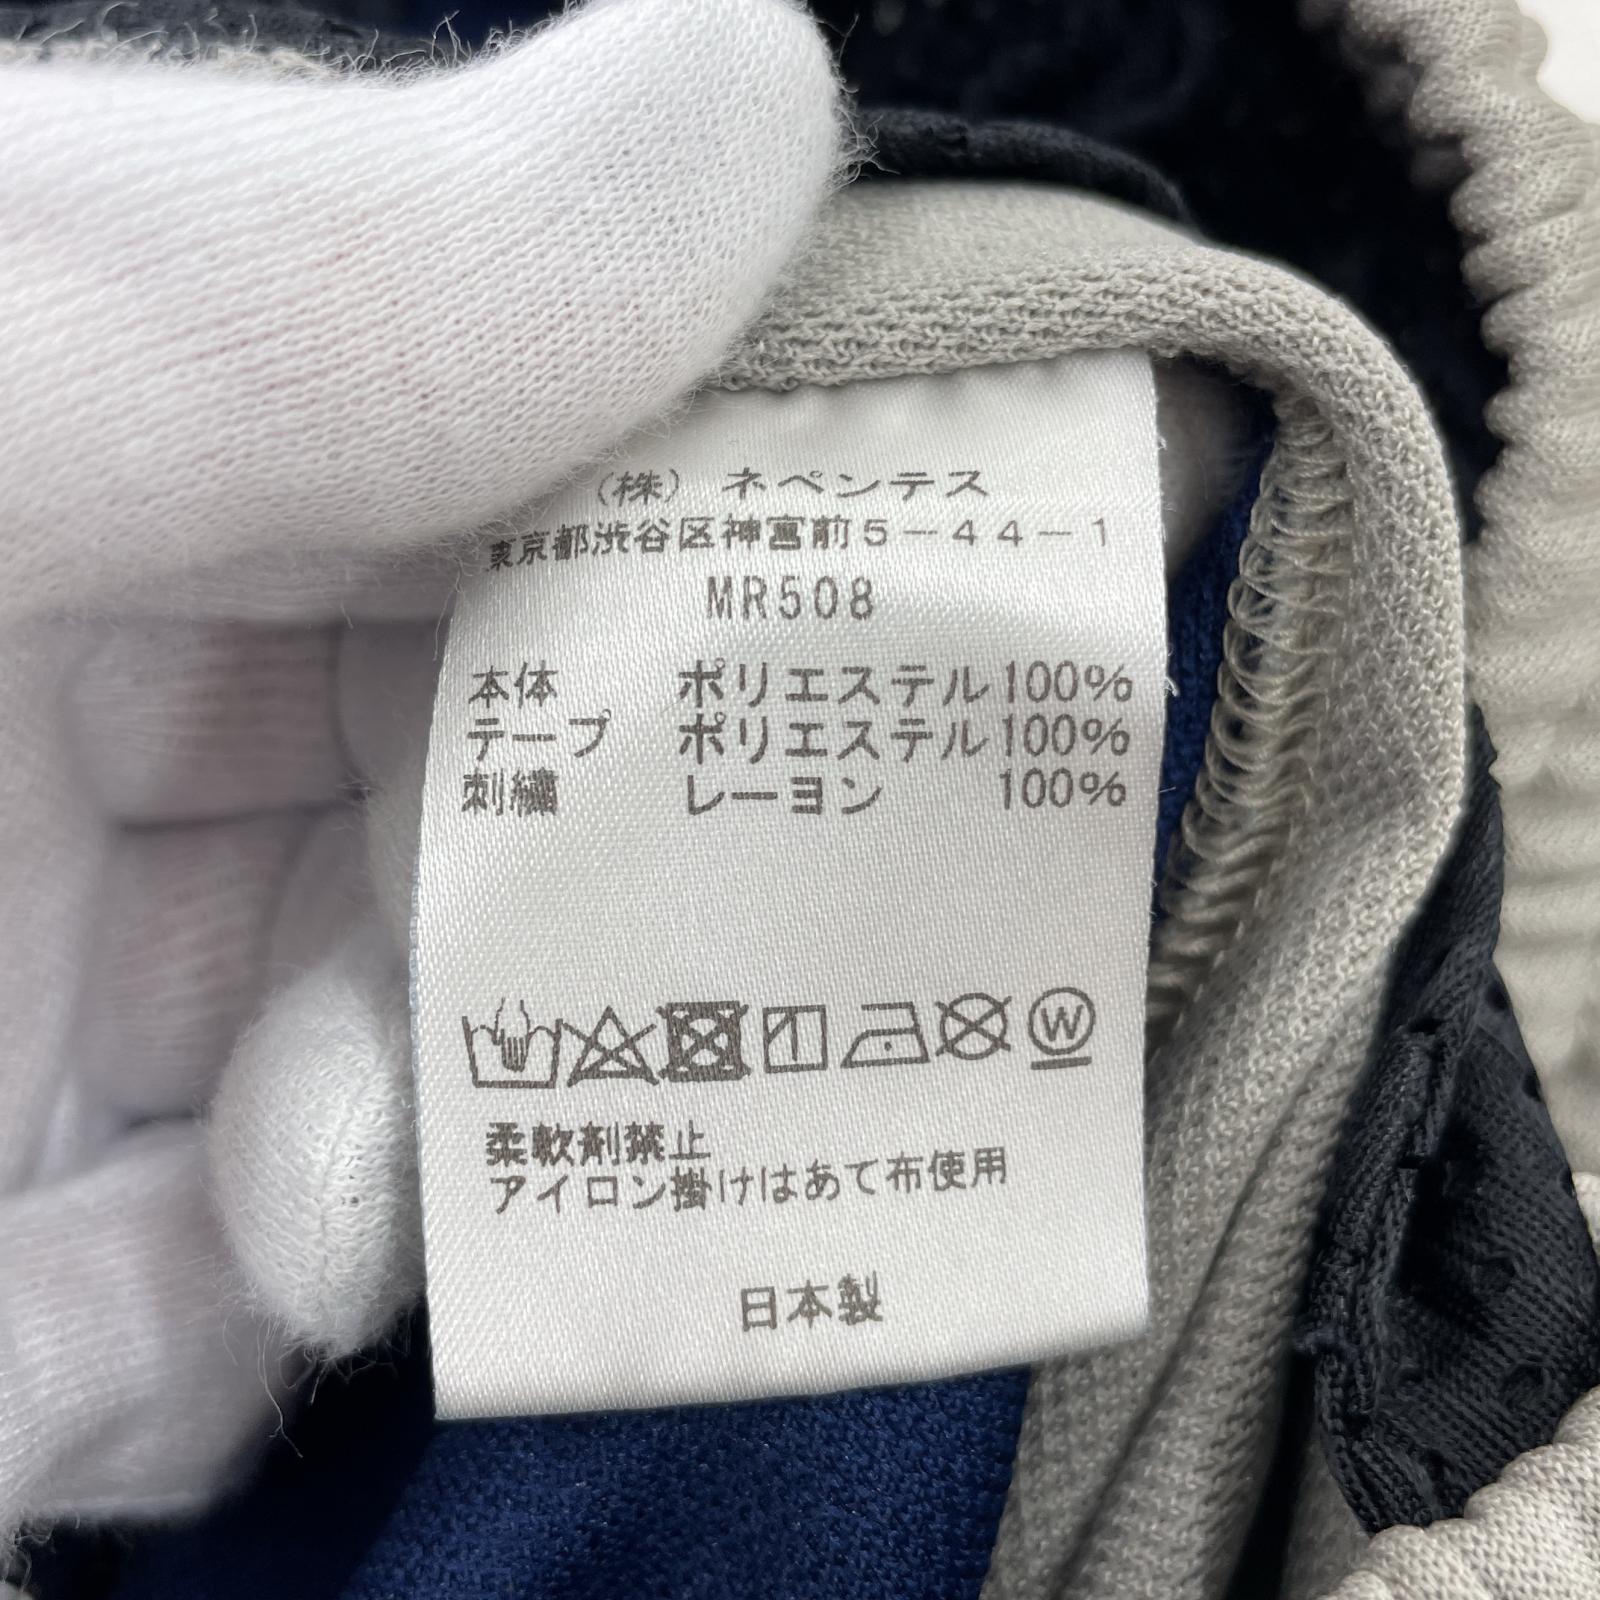 (株) ネペンテス
東京都渋谷区神宮前5-44-1
MR508
本体 ポリエステル100%
テープ ポリエステル100%
刺繍 レーヨン 100%
W
柔軟剤禁止
アイロン掛けはあて布使用
日本製